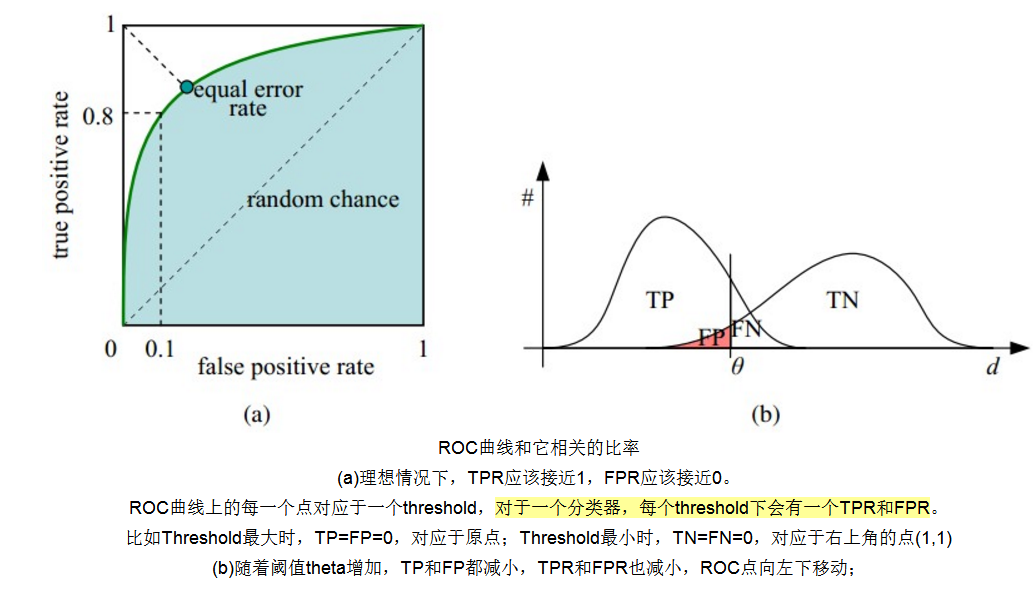 1
true positive rate
0.8
equal error
rate
random chance
0
0.1
1
false positive rate
(a)
#
TP
TN
FP
FN
θ
d
(b)
ROC曲线和它相关的比率
(a)理想情况下，TPR应该接近1，FPR应该接近0。
ROC曲线上的每一个点对应于一个threshold，对于一个分类器，每个threshold下会有一个TPR和FPR。
比如Threshold最大时，TP=FP=0，对应于原点；Threshold最小时，TN=FN=0，对应于右上角的点(1,1)
(b)随着阈值theta增加，TP和FP都减小，TPR和FPR也减小，ROC点向左下移动；